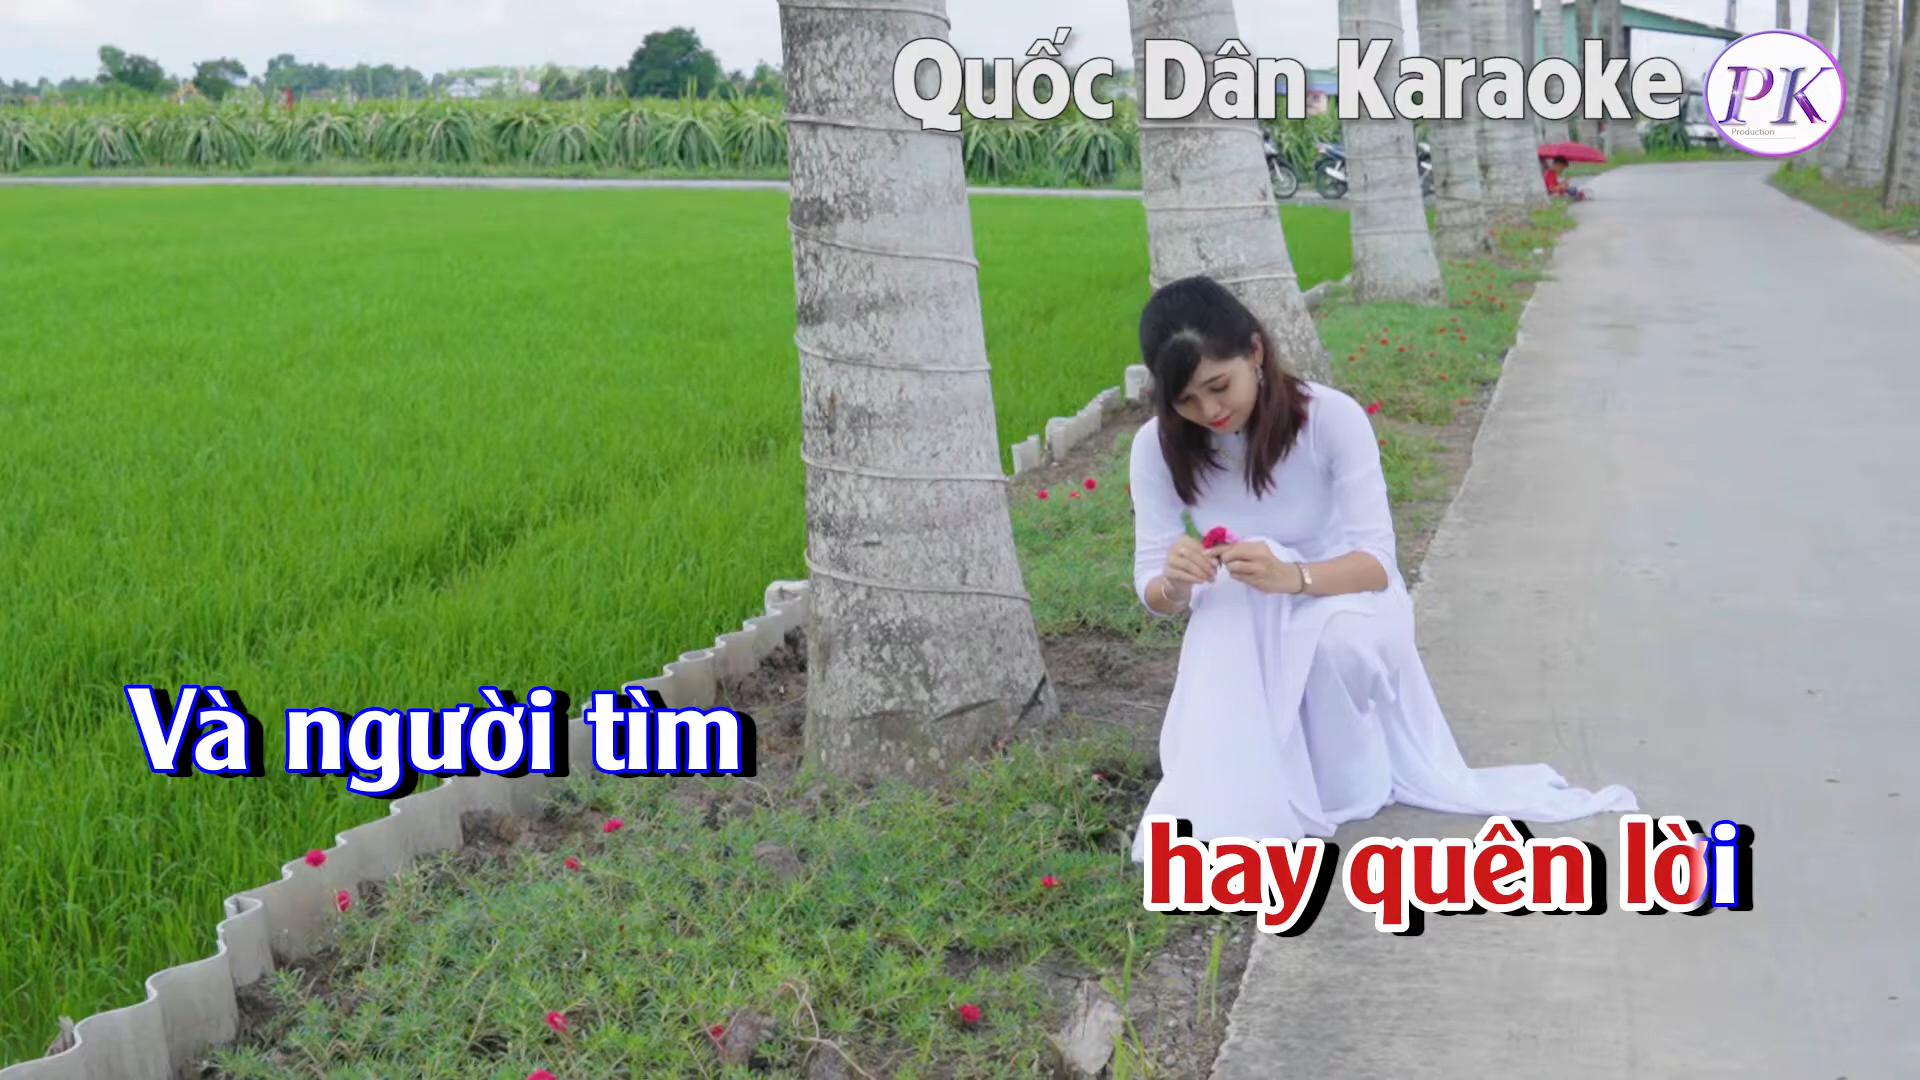 Quốc Dân Karaoke
PK
Production
Và người tìm
hay quên lời